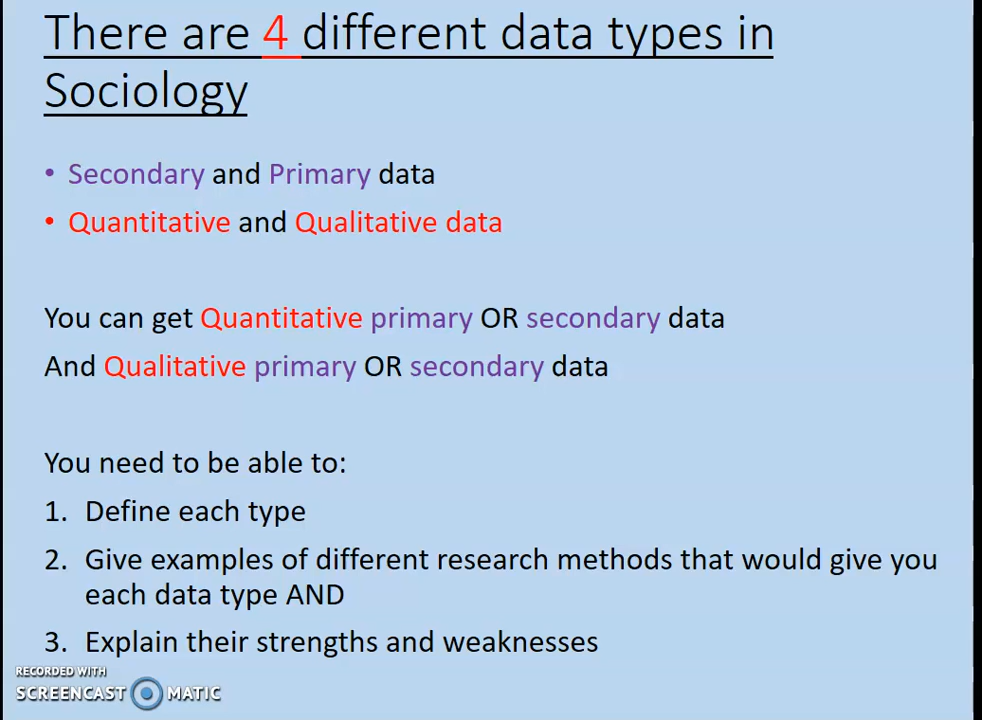 There are 4 different data types in
Sociology
• Secondary and Primary data
• Quantitative and Qualitative data
You can get Quantitative primary OR secondary data
And Qualitative primary OR secondary data
You need to be able to:
1. Define each type
2. Give examples of different research methods that would give you
each data type AND
3. Explain their strengths and weaknesses
RECORDED WITH
SCREENCAST MATIC